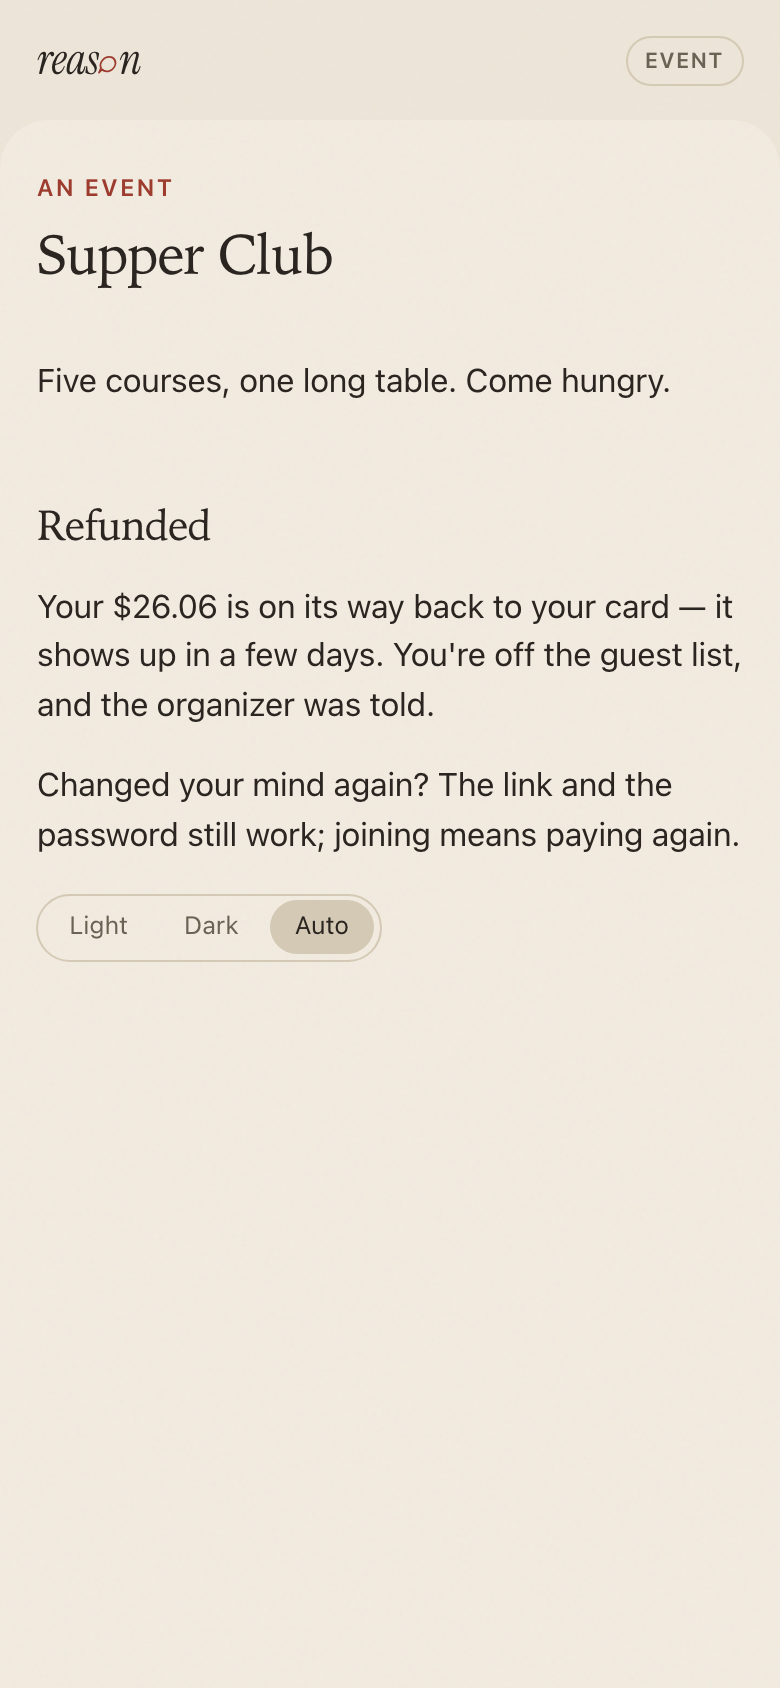 reason
EVENT
AN EVENT
Supper Club
Five courses, one long table. Come hungry.
Refunded
Your $26.06 is on its way back to your card — it
shows up in a few days. You're off the guest list,
and the organizer was told.
Changed your mind again? The link and the
password still work; joining means paying again.
Light
Dark
Auto